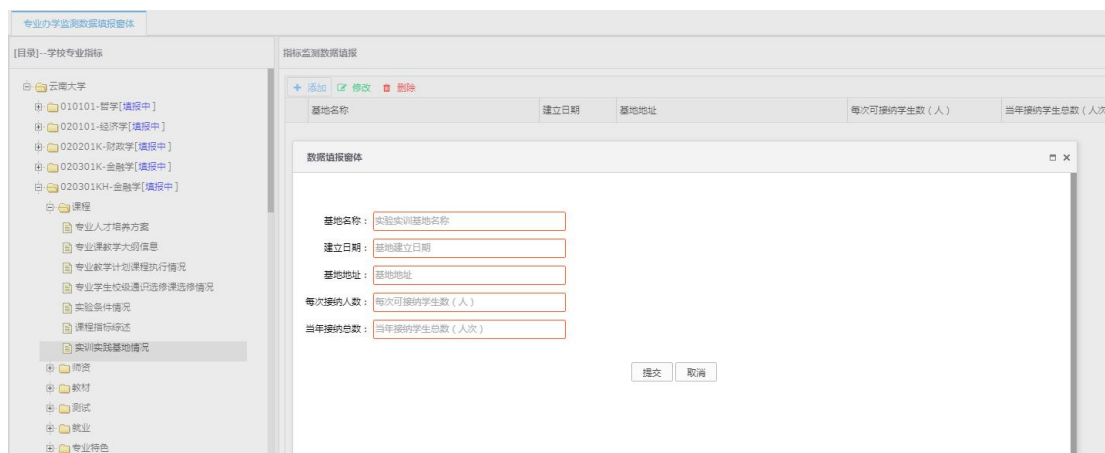 专业办学监测数据填报窗体
[目录]--学校专业指标
指标监测数据填报
云南大学
010101-哲学[填报中]
020101-经济学[填报中]
020201K-财政学[填报中]
020301K-金融学[填报中]
020301KH-金融学[填报中]
课程
专业人才培养方案
专业课教学大纲信息
专业教学计划课程执行情况
专业学生校级通识选修课选修情况
实验条件情况
课程指标综述
实训实践基地情况
师资
教材
测试
就业
专业特色
添加 修改 删除
基地名称 建立日期 基地地址 每次可接纳学生数（人） 当年接纳学生总数（人次
数据填报窗体
基地名称： 实验实训基地名称
建立日期： 基地建立日期
基地地址： 基地地址
每次接纳人数： 每次可接纳学生数（人）
当年接纳总数： 当年接纳学生总数（人次）
提交 取消